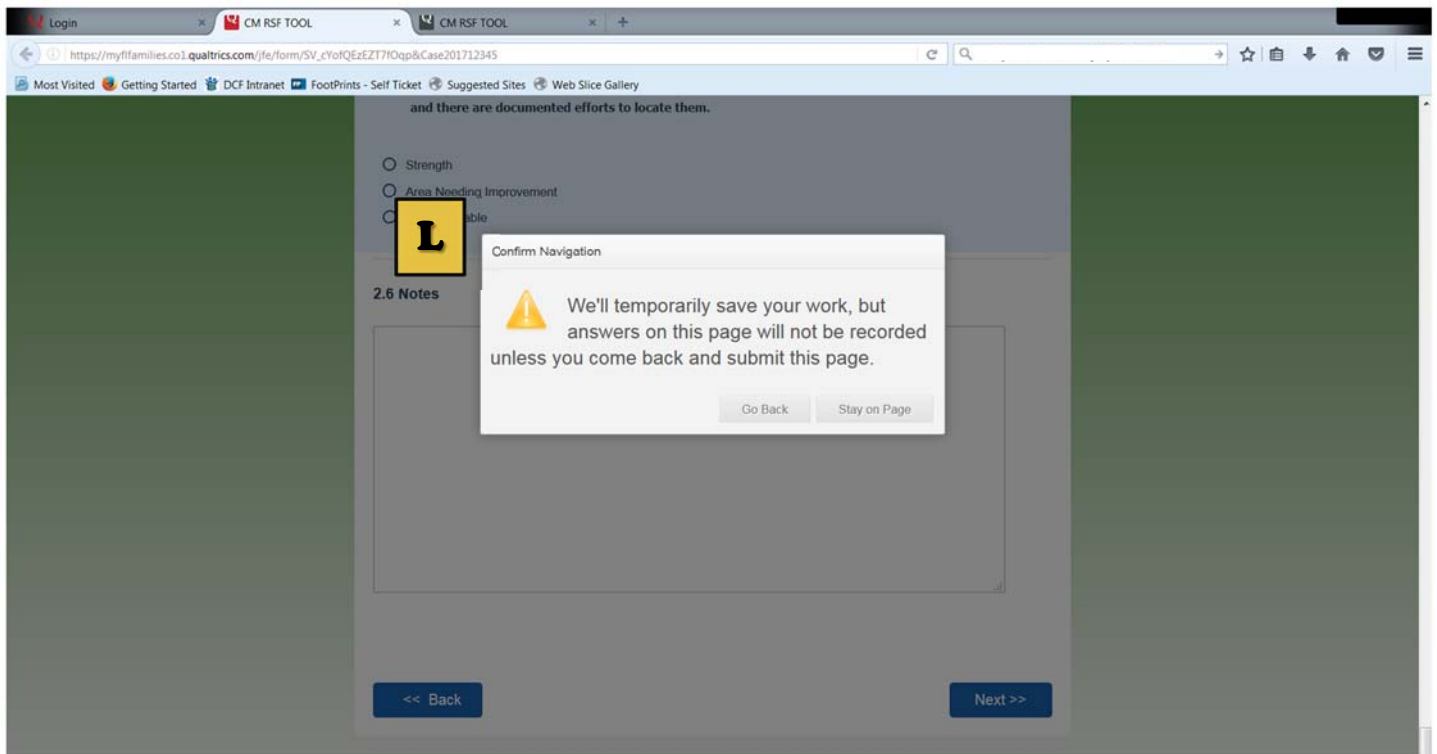 Login × CM RSF TOOL × CM RSF TOOL × +
https://myflfamilies.co1.qualtrics.com/jfe/form/SV_cYofQEzEZT7fOqp&Case201712345
Most Visited Getting Started DCF Intranet FootPrints - Self Ticket Suggested Sites Web Slice Gallery
and there are documented efforts to locate them.
Strength
Area Needing Improvement
able
L
Confirm Navigation
2.6 Notes
We'll temporarily save your work, but
answers on this page will not be recorded
unless you come back and submit this page.
Go Back Stay on Page
<< Back Next >>